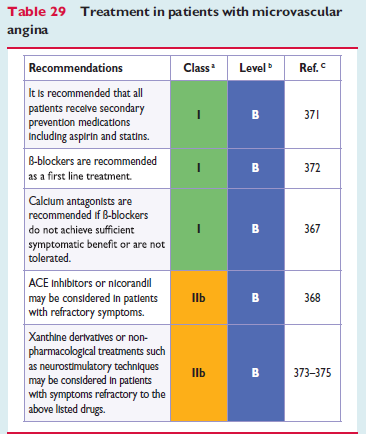 Table 29 Treatment in patients with microvascular
angina
Recommendations Class a Level b Ref. C
It is recommended that all
patients receive secondary
prevention medications
including aspirin and statins.
I B 371
ß-blockers are recommended
as a first line treatment.
I B 372
Calcium antagonists are
recommended if ß-blockers
do not achieve sufficient
symptomatic benefit or are not
tolerated.
I B 367
ACE inhibitors or nicorandil
may be considered in patients
with refractory symptoms.
IIb B 368
Xanthine derivatives or non-
pharmacological treatments such
as neurostimulatory techniques
may be considered in patients
with symptoms refractory to the
above listed drugs.
IIb B 373–375